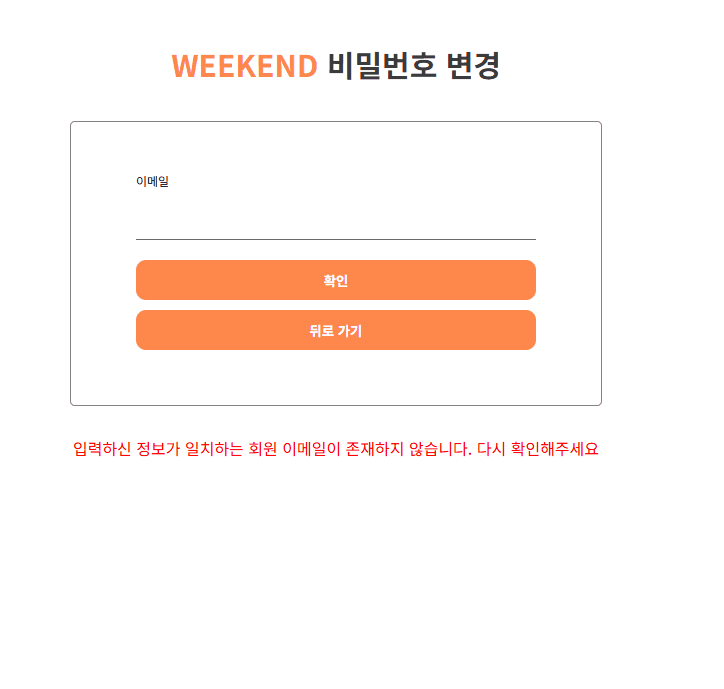 WEEKEND 비밀번호 변경
이메일
확인
뒤로 가기
입력하신 정보가 일치하는 회원 이메일이 존재하지 않습니다. 다시 확인해주세요